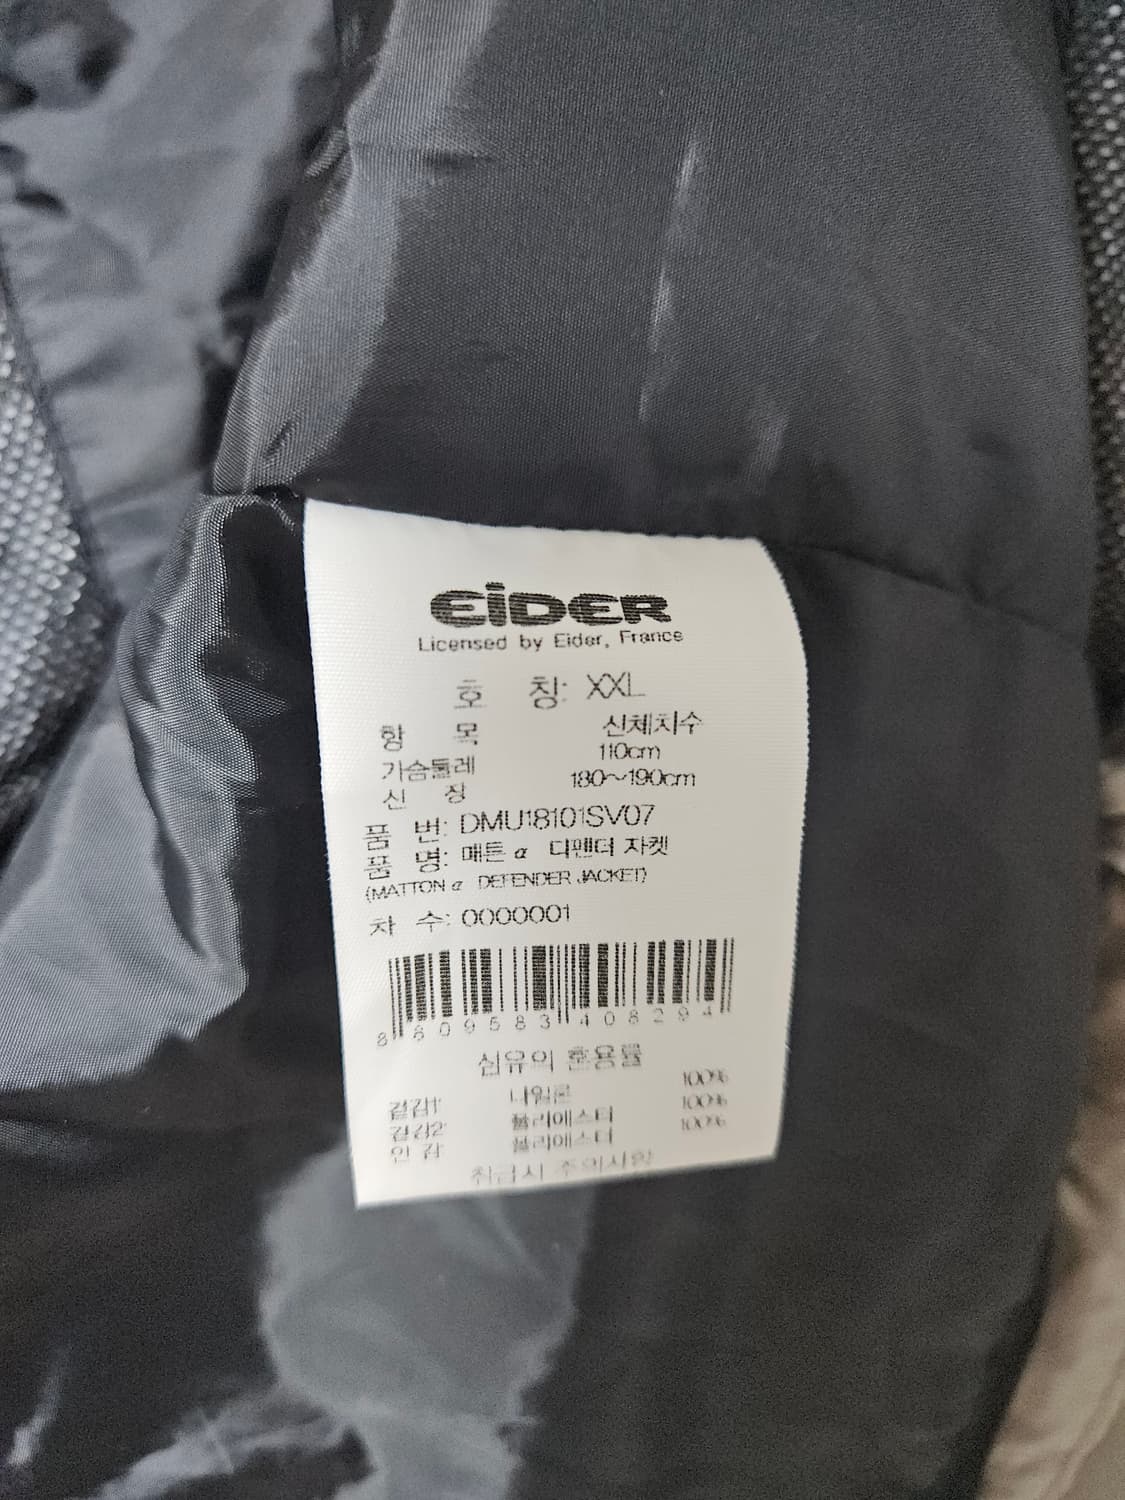 EiDER
Licensed by Eider, France
호 칭: XXL
항 목 신체치수
가슴둘레 110cm
신 장 180~190cm
품 번: DMU18101SV07
품 명: 매튼 α 디펜더 자켓
(MATTON α DEFENDER JACKET)
차 수: 0000001
8 809583 408294
섬유의 혼용률
겉감1 나일론 100%
겉감2 폴리에스터 100%
안 감 폴리에스터 100%
취급시 주의사항